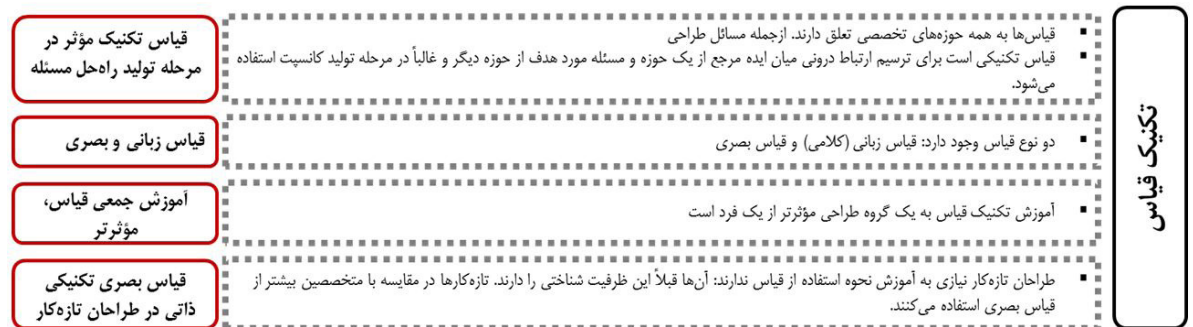 تکنیک قیاس
قیاس‌ها به همه حوزه‌های تخصصی تعلق دارند. ازجمله مسائل طراحی
قیاس تکنیکی است برای ترسیم ارتباط درونی میان ایده مرجع از یک حوزه و مسئله مورد هدف از حوزه دیگر و غالباً در مرحله تولید کانسپت استفاده
می‌شود.
قیاس تکنیک مؤثر در
مرحله تولید راه‌حل مسئله
دو نوع قیاس وجود دارد: قیاس زبانی (کلامی) و قیاس بصری
قیاس زبانی و بصری
آموزش تکنیک قیاس به یک گروه طراحی مؤثرتر از یک فرد است
آموزش جمعی قیاس،
مؤثرتر
طراحان تازه‌کار نیازی به آموزش نحوه استفاده از قیاس ندارند: آن‌ها قبلاً این ظرفیت شناختی را دارند. تازه‌کارها در مقایسه با متخصصین بیشتر از
قیاس بصری استفاده می‌کنند.
قیاس بصری تکنیکی
ذاتی در طراحان تازه‌کار